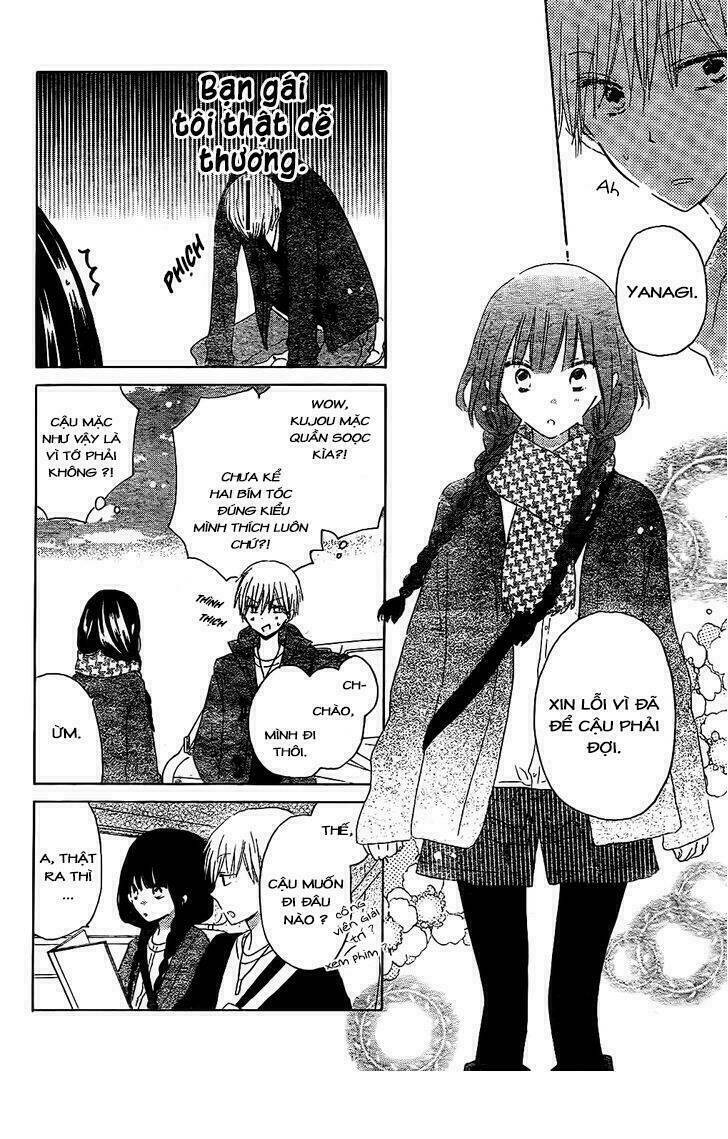 Ah
YANAGI.
XIN LỖI VÌ ĐÃ
ĐỂ CẬU PHẢI
ĐỢI.
Bạn gái
tôi thật dễ
thương.
PHỊCH
WOW,
KUJOU MẶC
QUẦN SOỌC
KÌA?!
CHƯA KỂ
HAI BÍM TÓC
ĐÚNG KIỂU
MÌNH THÍCH LUÔN
CHỨ?!
CẬU MẶC
NHƯ VẬY LÀ
VÌ TỚ PHẢI
KHÔNG ?!
THÌNH
THỊCH
CH-
CHÀO,
MÌNH ĐI
THÔI.
ỪM.
THẾ,
CẬU MUỐN
ĐI ĐÂU
NÀO ?
công
viên giải
trí ?
xem phim ?
A, THẬT
RA THÌ
...